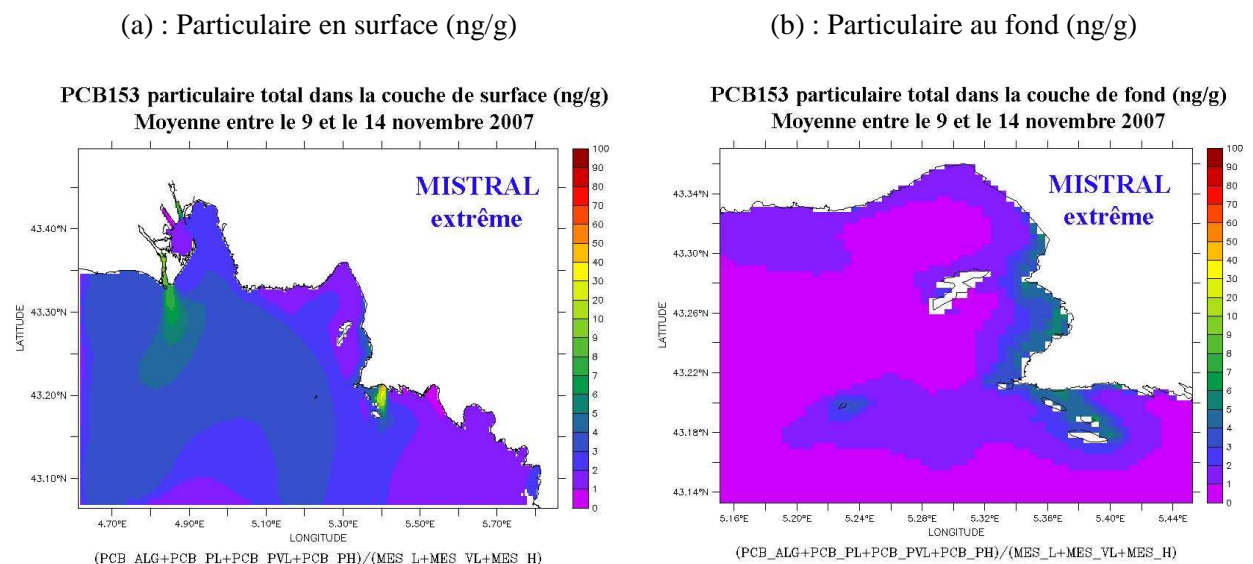 (a) : Particulaire en surface (ng/g)
(b) : Particulaire au fond (ng/g)
PCB153 particulaire total dans la couche de surface (ng/g)
Moyenne entre le 9 et le 14 novembre 2007
MISTRAL
extrême
100
90
80
70
60
50
40
30
20
10
9
8
7
6
5
4
3
2
1
0
43.40°N
43.30°N
43.20°N
43.10°N
LATITUDE
4.70°E 4.90°E 5.10°E 5.30°E 5.50°E 5.70°E
LONGITUDE
(PCB_ALG+PCB_PL+PCB_PVL+PCB_PH)/(MES_L+MES_VL+MES_H)
PCB153 particulaire total dans la couche de fond (ng/g)
Moyenne entre le 9 et le 14 novembre 2007
MISTRAL
extrême
100
90
80
70
60
50
40
30
20
10
9
8
7
6
5
4
3
2
1
0
43.34°N
43.30°N
43.26°N
43.22°N
43.18°N
43.14°N
LATITUDE
5.16°E 5.20°E 5.24°E 5.28°E 5.32°E 5.36°E 5.40°E 5.44°E
LONGITUDE
(PCB_ALG+PCB_PL+PCB_PVL+PCB_PH)/(MES_L+MES_VL+MES_H)